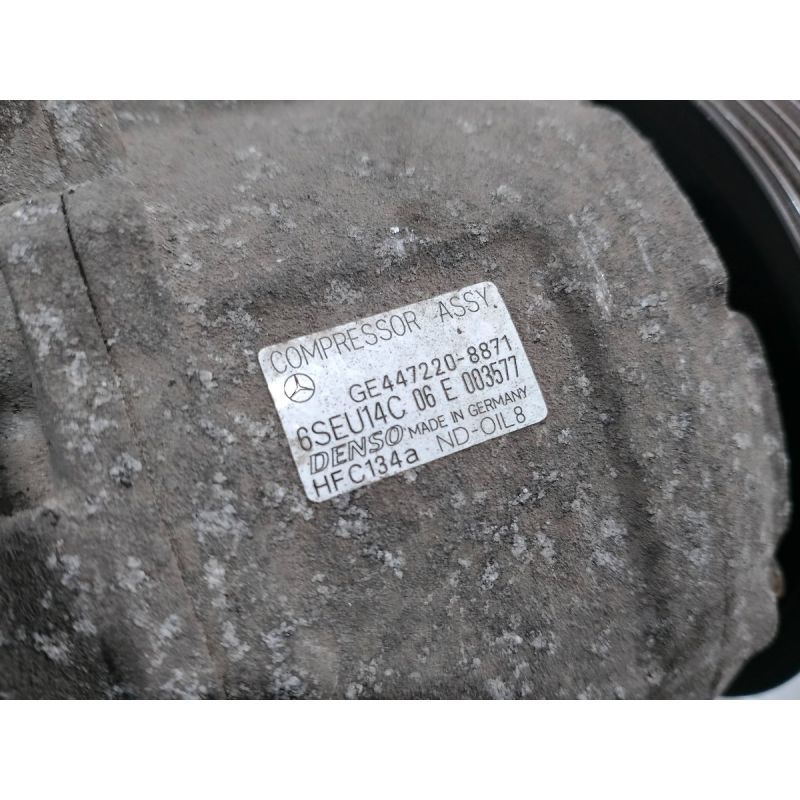 COMPRESSOR ASSY
GE447220-8871
6SEU14C 06 E 003577
DENSO MADE IN GERMANY
HFC134a ND-OIL8